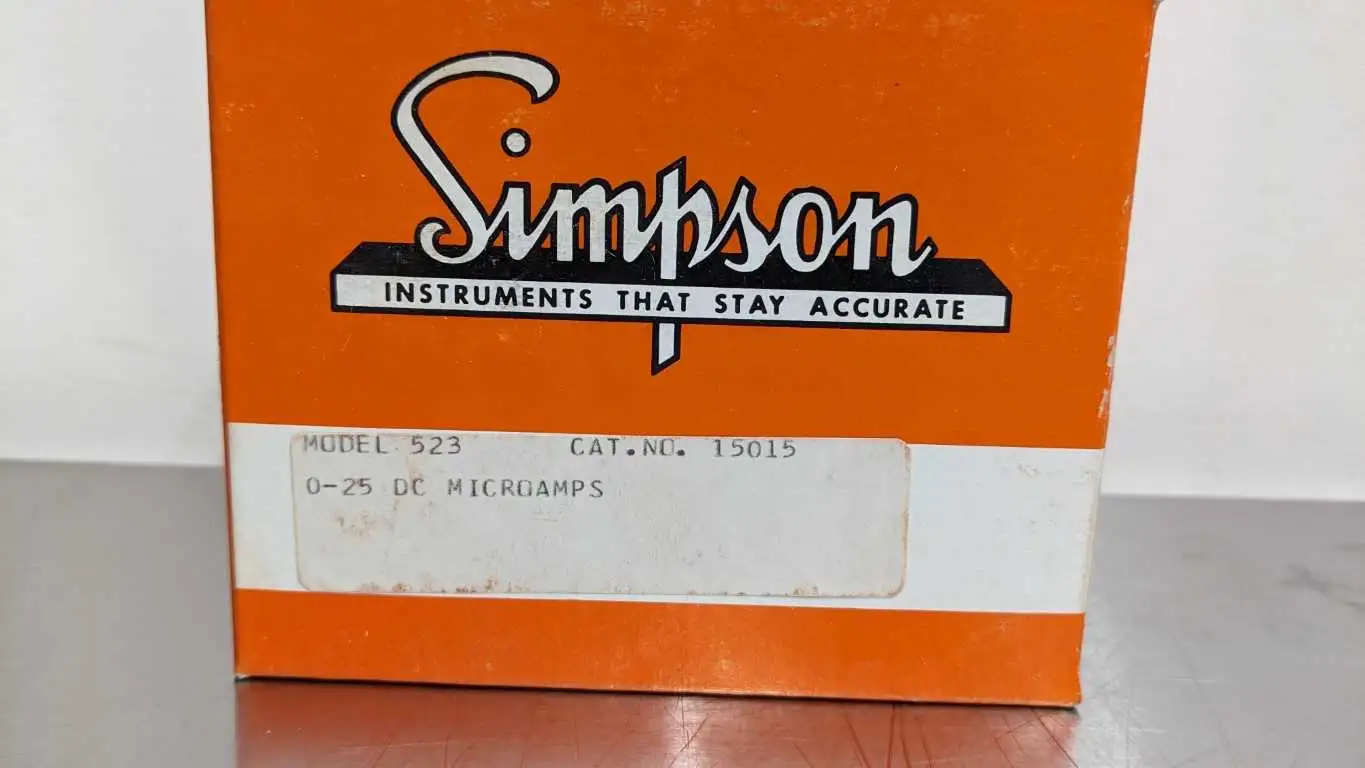 Simpson
INSTRUMENTS THAT STAY ACCURATE
MODEL 523 CAT.NO. 15015
0-25 DC MICROAMPS